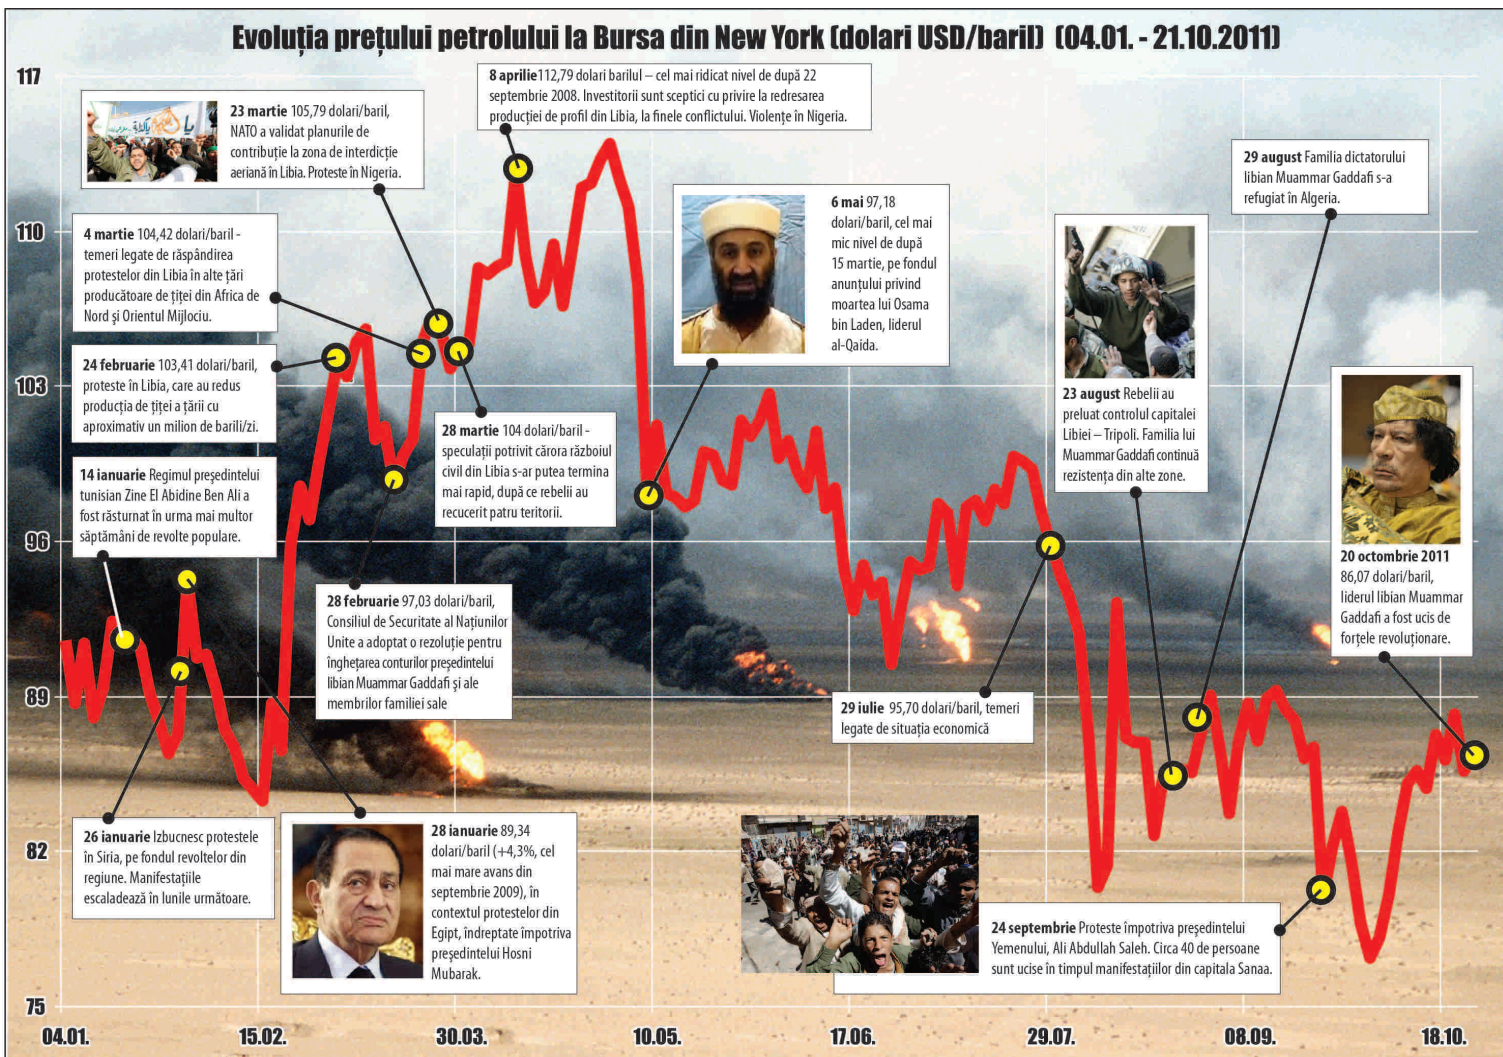 Evoluția prețului petrolului la Bursa din New York (dolari USD/baril) (04.01. - 21.10.2011)
117
110
103
96
89
82
75
23 martie 105,79 dolari/baril,
NATO a validat planurile de
contribuție la zona de interdicție
aeriană în Libia. Proteste în Nigeria.
8 aprilie112,79 dolari barilul – cel mai ridicat nivel de după 22
septembrie 2008. Investitorii sunt sceptici cu privire la redresarea
producției de profil din Libia, la finele conflictului. Violențe în Nigeria.
29 august Familia dictatorului
libian Muammar Gaddafi s-a
refugiat în Algeria.
4 martie 104,42 dolari/baril -
temeri legate de răspândirea
protestelor din Libia în alte țări
producătoare de țiței din Africa de
Nord și Orientul Mijlociu.
6 mai 97,18
dolari/baril, cel mai
mic nivel de după
15 martie, pe fondul
anunțului privind
moartea lui Osama
bin Laden, liderul
al-Qaida.
24 februarie 103,41 dolari/baril,
proteste în Libia, care au redus
producția de țiței a țării cu
aproximativ un milion de barili/zi.
23 august Rebelii au
preluat controlul capitalei
Libiei – Tripoli. Familia lui
Muammar Gaddafi continuă
rezistența din alte zone.
28 martie 104 dolari/baril -
speculații potrivit cărora războiul
civil din Libia s-ar putea termina
mai rapid, după ce rebelii au
recucerit patru teritorii.
14 ianuarie Regimul președintelui
tunisian Zine El Abidine Ben Ali a
fost răsturnat în urma mai multor
săptămâni de revolte populare.
20 octombrie 2011
86,07 dolari/baril,
liderul libian Muammar
Gaddafi a fost ucis de
forțele revoluționare.
28 februarie 97,03 dolari/baril,
Consiliul de Securitate al Națiunilor
Unite a adoptat o rezoluție pentru
înghețarea conturilor președintelui
libian Muammar Gaddafi și ale
membrilor familiei sale
29 iulie 95,70 dolari/baril, temeri
legate de situația economică
26 ianuarie Izbucnesc protestele
în Siria, pe fondul revoltelor din
regiune. Manifestațiile
escaladează în lunile următoare.
28 ianuarie 89,34
dolari/baril (+4,3%, cel
mai mare avans din
septembrie 2009), în
contextul protestelor din
Egipt, îndreptate împotriva
președintelui Hosni
Mubarak.
24 septembrie Proteste împotriva președintelui
Yemenului, Ali Abdullah Saleh. Circa 40 de persoane
sunt ucise în timpul manifestațiilor din capitala Sanaa.
04.01.
15.02.
30.03.
10.05.
17.06.
29.07.
08.09.
18.10.